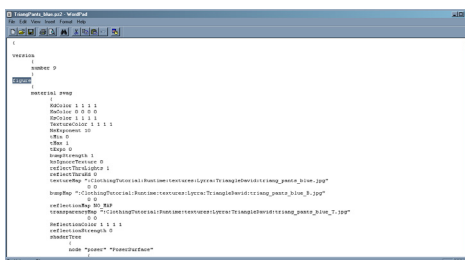 TriangPants_blue.pz2 - WordPad
File Edit View Insert Format Help
{
version
{
number 5
}
figure
{
material swap
{
KdColor 1 1 1 1
KaColor 0 0 0 0
KsColor 1 1 1 1
TextureColor 1 1 1 1
NsExponent 10
tMin 0
tMax 1
tExpo 0
bumpStrength 1
ksIgnoreTexture 0
reflectThruLights 1
reflectThruKd 0
textureMap ":ClothingTutorial:Runtime:textures:Lyrra:TriangleDavid:triang_pants_blue.jpg"
0 0
bumpMap ":ClothingTutorial:Runtime:textures:Lyrra:TriangleDavid:triang_pants_blue_B.jpg"
0 0
reflectionMap NO_MAP
transparencyMap ":ClothingTutorial:Runtime:textures:Lyrra:TriangleDavid:triang_pants_blue_T.jpg"
0 0
ReflectionColor 1 1 1 1
reflectionStrength 0
shaderTree
{
node "poser" "PoserSurface"
{